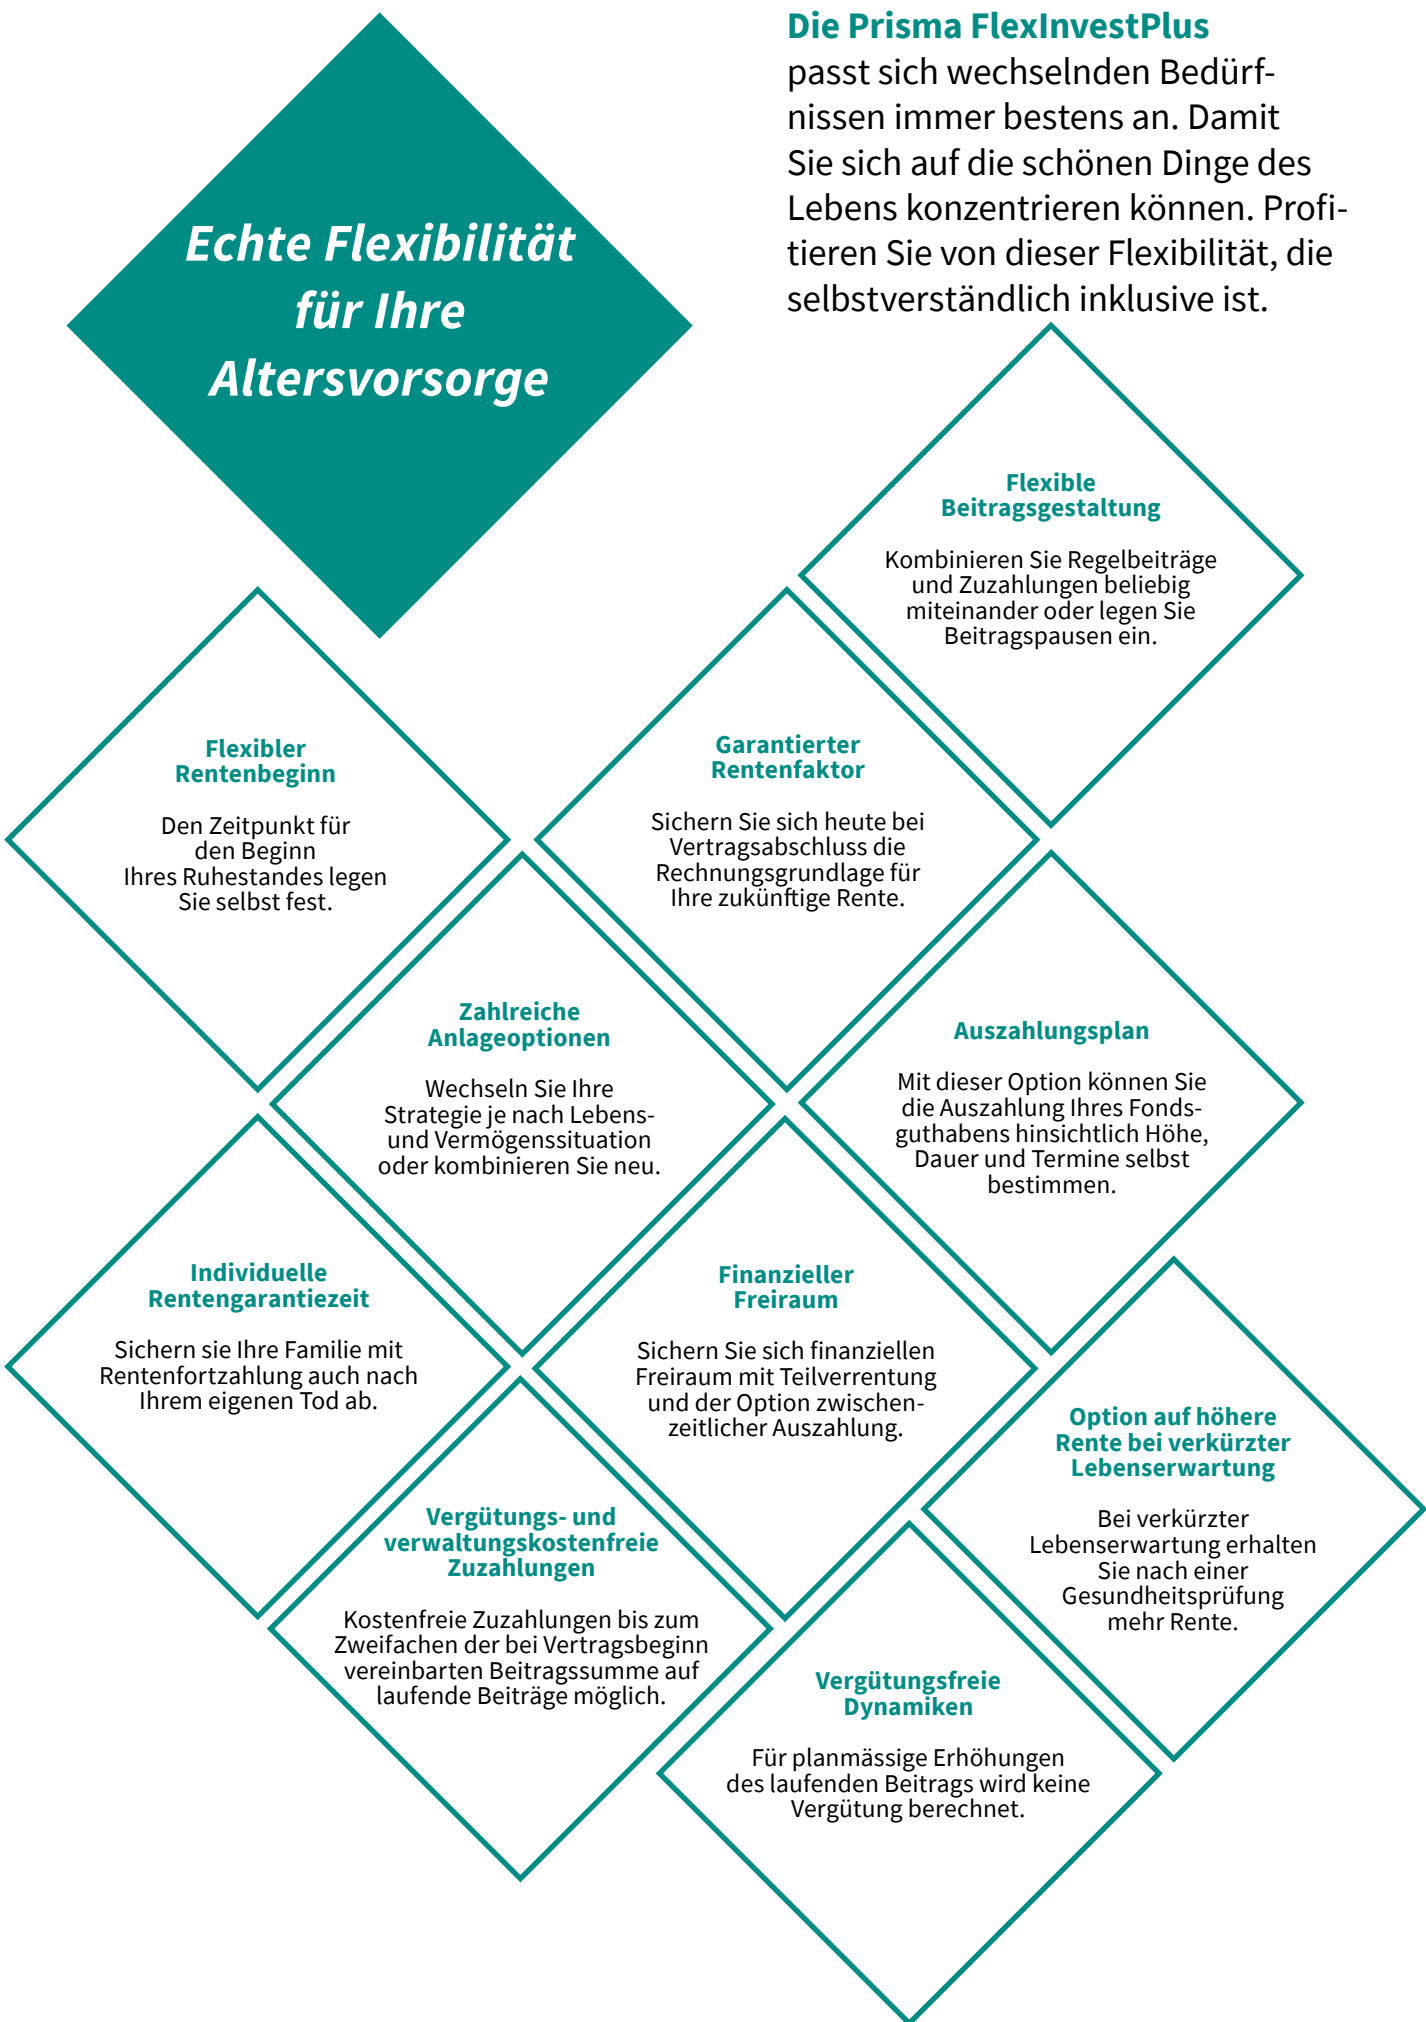 Echte Flexibilität
für Ihre
Altersvorsorge
Die Prisma FlexInvestPlus
passt sich wechselnden Bedürf-
nissen immer bestens an. Damit
Sie sich auf die schönen Dinge des
Lebens konzentrieren können. Profi-
tieren Sie von dieser Flexibilität, die
selbstverständlich inklusive ist.
Flexible
Beitragsgestaltung
Kombinieren Sie Regelbeiträge
und Zuzahlungen beliebig
miteinander oder legen Sie
Beitragspausen ein.
Flexibler
Rentenbeginn
Den Zeitpunkt für
den Beginn
Ihres Ruhestandes legen
Sie selbst fest.
Garantierter
Rentenfaktor
Sichern Sie sich heute bei
Vertragsabschluss die
Rechnungsgrundlage für
Ihre zukünftige Rente.
Zahlreiche
Anlageoptionen
Wechseln Sie Ihre
Strategie je nach Lebens-
und Vermögenssituation
oder kombinieren Sie neu.
Auszahlungsplan
Mit dieser Option können Sie
die Auszahlung Ihres Fonds-
guthabens hinsichtlich Höhe,
Dauer und Termine selbst
bestimmen.
Individuelle
Rentengarantiezeit
Sichern sie Ihre Familie mit
Rentenfortzahlung auch nach
Ihrem eigenen Tod ab.
Finanzieller
Freiraum
Sichern Sie sich finanziellen
Freiraum mit Teilverrentung
und der Option zwischen-
zeitlicher Auszahlung.
Option auf höhere
Rente bei verkürzter
Lebenserwartung
Bei verkürzter
Lebenserwartung erhalten
Sie nach einer
Gesundheitsprüfung
mehr Rente.
Vergütungs- und
verwaltungskostenfreie
Zuzahlungen
Kostenfreie Zuzahlungen bis zum
Zweifachen der bei Vertragsbeginn
vereinbarten Beitragssumme auf
laufende Beiträge möglich.
Vergütungsfreie
Dynamiken
Für planmässige Erhöhungen
des laufenden Beitrags wird keine
Vergütung berechnet.